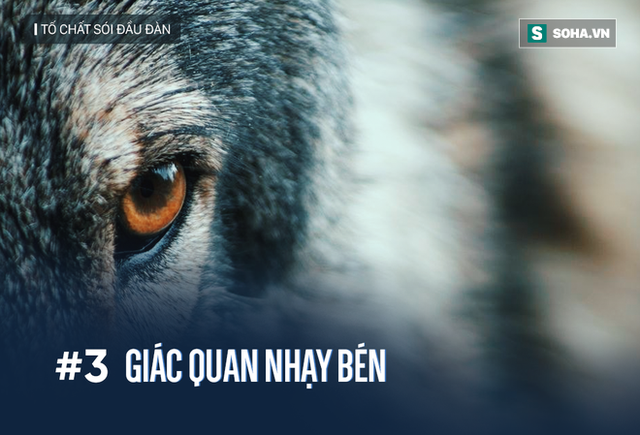 TỐ CHẤT SÓI ĐẦU ĐÀN
S SOHA.VN
#3 GIÁC QUAN NHẠY BÉN